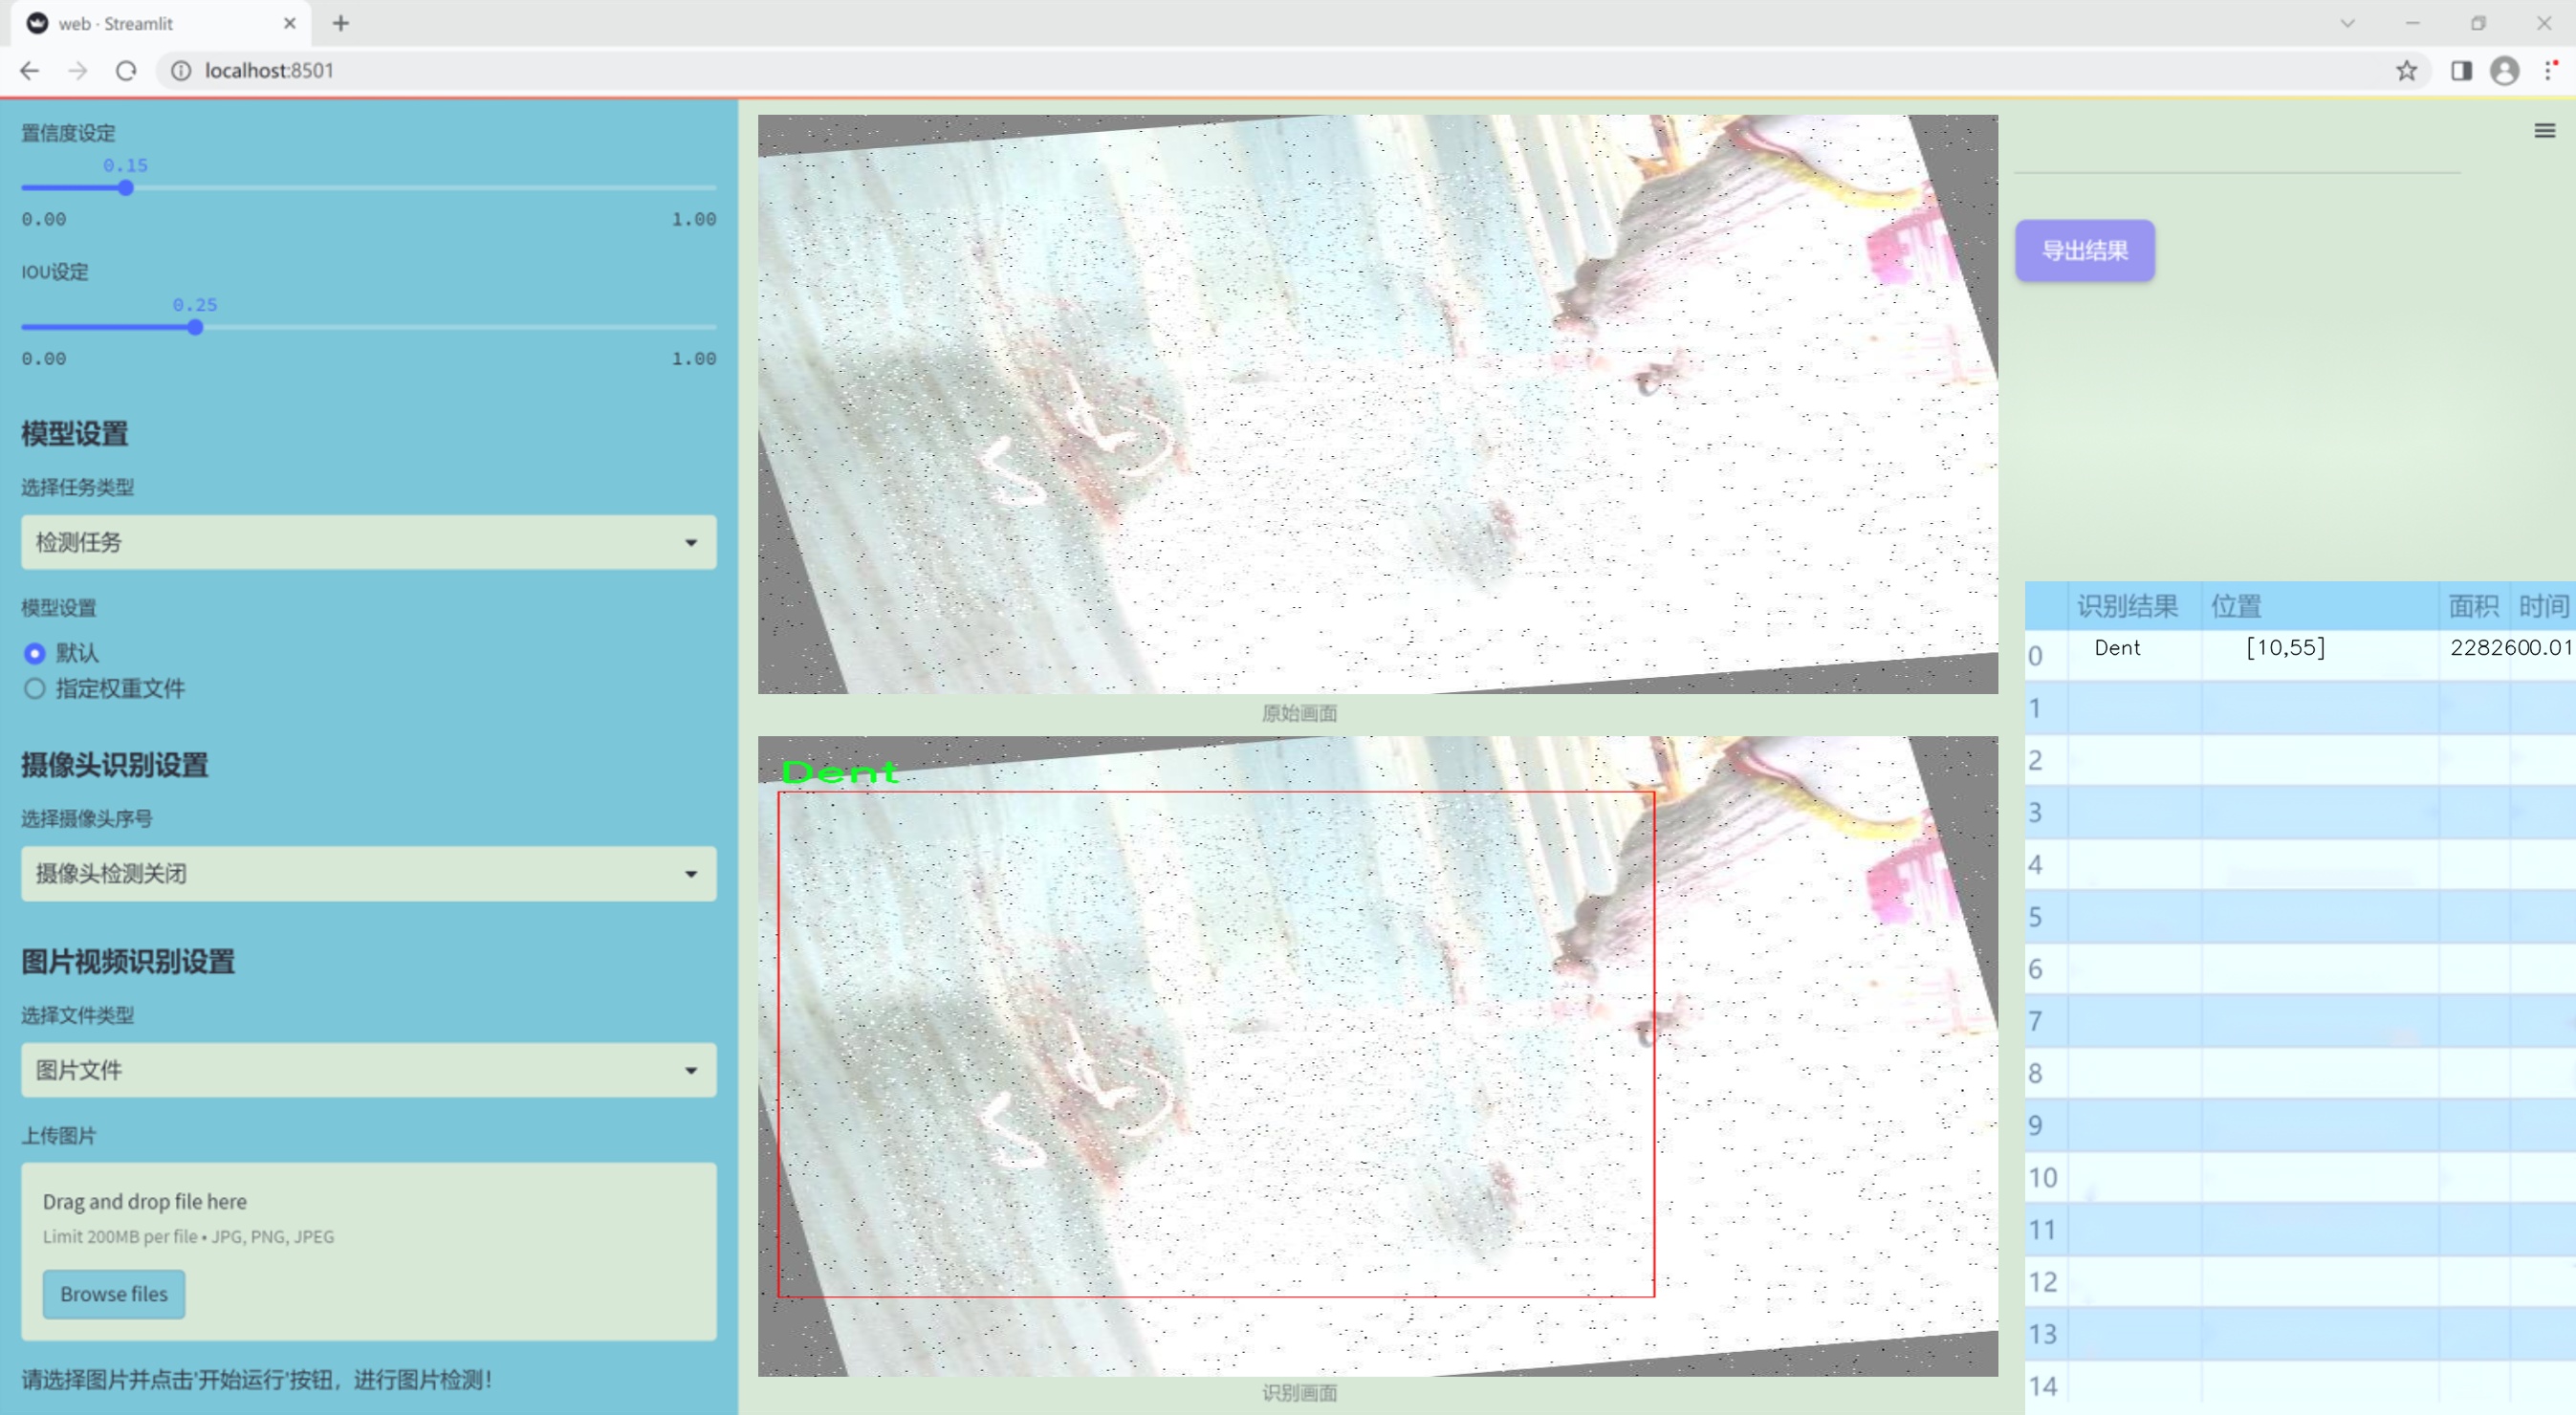 web · Streamlit
localhost:8501
置信度设定
0.15
0.00 1.00
IOU设定
0.25
0.00 1.00
模型设置
选择任务类型
检测任务
模型设置
默认
指定权重文件
摄像头识别设置
选择摄像头序号
摄像头检测关闭
图片视频识别设置
选择文件类型
图片文件
上传图片
Drag and drop file here
Limit 200MB per file • JPG, PNG, JPEG
Browse files
请选择图片并点击'开始运行'按钮，进行图片检测！
原始画面
Dent
识别画面
导出结果
识别结果 位置 面积 时间
0 Dent [10,55] 2282600.01
1
2
3
4
5
6
7
8
9
10
11
12
13
14